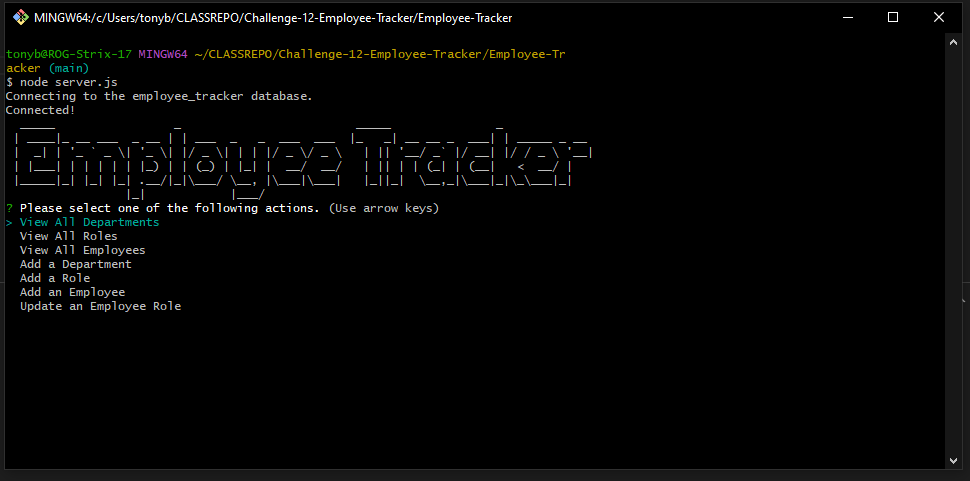 MINGW64:/c/Users/tonyb/CLASSREPO/Challenge-12-Employee-Tracker/Employee-Tracker
tonyb@ROG-Strix-17 MINGW64 ~/CLASSREPO/Challenge-12-Employee-Tracker/Employee-Tr
acker (main)
$ node server.js
Connecting to the employee_tracker database.
Connected!
Employee Tracker
? Please select one of the following actions. (Use arrow keys)
> View All Departments
View All Roles
View All Employees
Add a Department
Add a Role
Add an Employee
Update an Employee Role